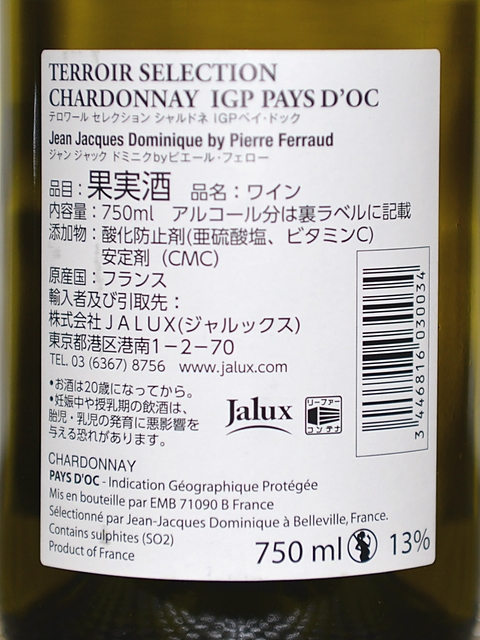 TERROIR SELECTION
CHARDONNAY IGP PAYS D'OC
テロワール セレクション シャルドネ IGPペイ・ドック
Jean Jacques Dominique by Pierre Ferraud
ジャン ジャック ドミニクbyピエール・フェロー
品目：果実酒 品名：ワイン
内容量：750ml アルコール分は裏ラベルに記載
添加物：酸化防止剤(亜硫酸塩、ビタミンC)
安定剤（CMC）
原産国：フランス
輸入者及び引取先：
株式会社ＪＡＬＵＸ(ジャルックス)
東京都港区港南1－2－70
TEL. 03 (6367) 8756 www.jalux.com
•お酒は20歳になってから。
•妊娠中や授乳期の飲酒は、
胎児・乳児の発育に悪影響を
与える恐れがあります。
Jalux
リーファー
コンテナ
3 446816 030034
CHARDONNAY
PAYS D'OC - Indication Géographique Protégée
Mis en bouteille par EMB 71090 B France
Sélectionné par Jean-Jacques Dominique à Belleville, France.
Contains sulphites (SO2)
Product of France
750 ml 13%